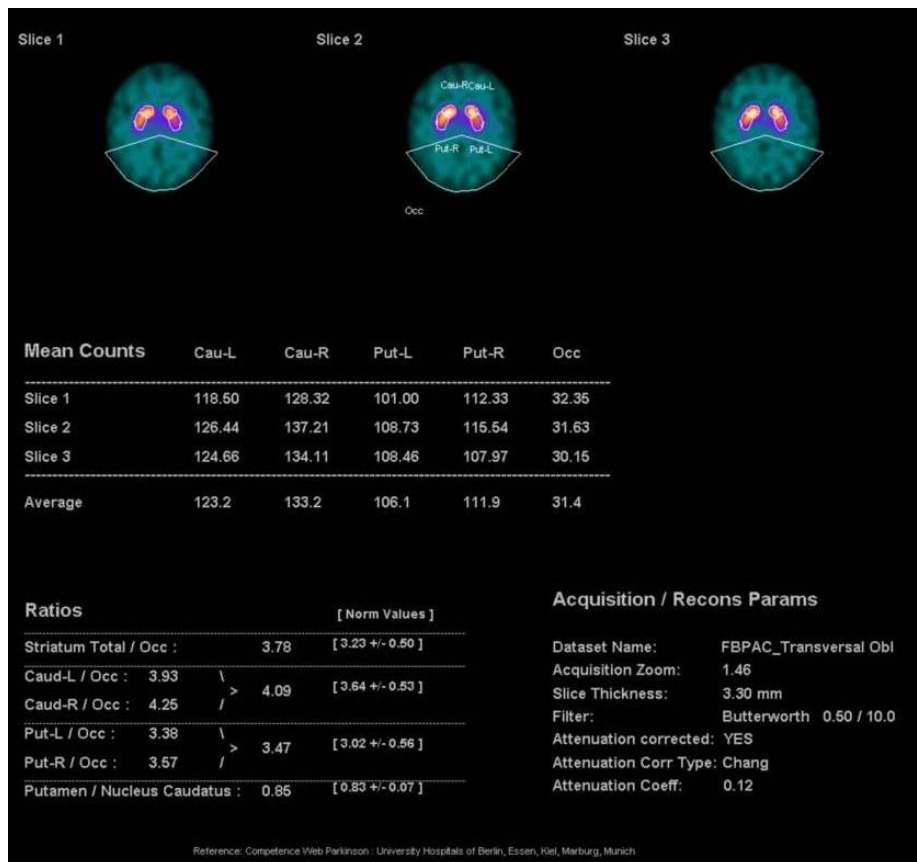 Slice 1 Slice 2 Slice 3
Cau-R Cau-L
Put-R Put-L
Occ
Mean Counts Cau-L Cau-R Put-L Put-R Occ
Slice 1 118.50 128.32 101.00 112.33 32.35
Slice 2 126.44 137.21 108.73 115.54 31.63
Slice 3 124.66 134.11 108.46 107.97 30.15
Average 123.2 133.2 106.1 111.9 31.4
Ratios [ Norm Values ]
Striatum Total / Occ : 3.78 [ 3.23 +/- 0.50 ]
Caud-L / Occ : 3.93 \
> 4.09 [ 3.64 +/- 0.53 ]
Caud-R / Occ : 4.25 /
Put-L / Occ : 3.38 \
> 3.47 [ 3.02 +/- 0.56 ]
Put-R / Occ : 3.57 /
Putamen / Nucleus Caudatus : 0.85 [ 0.83 +/- 0.07 ]
Acquisition / Recons Params
Dataset Name: FBPAC_Transversal Obl
Acquisition Zoom: 1.46
Slice Thickness: 3.30 mm
Filter: Butterworth 0.50 / 10.0
Attenuation corrected: YES
Attenuation Corr Type: Chang
Attenuation Coeff: 0.12
Reference: Competence Web Parkinson : University Hospitals of Berlin, Essen, Kiel, Marburg, Munich